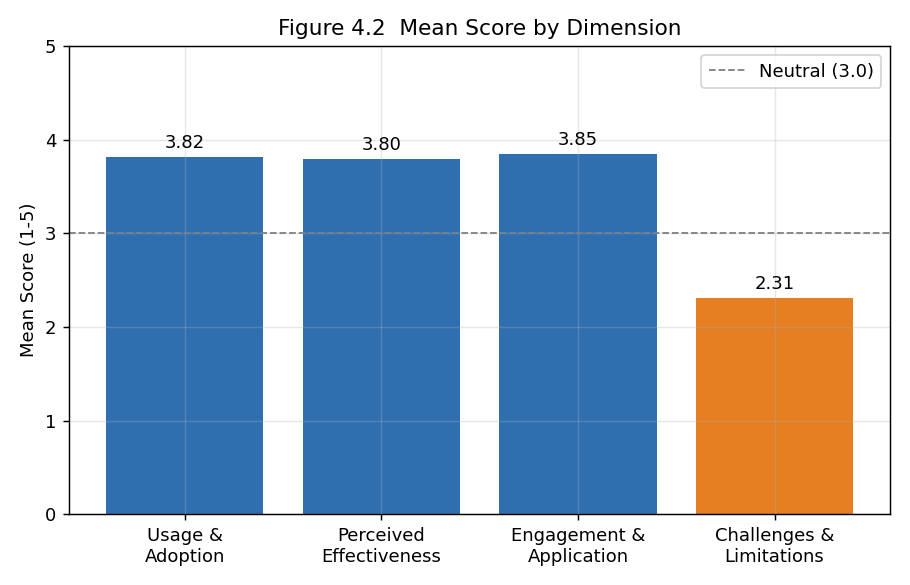 Figure 4.2  Mean Score by Dimension
Mean Score (1-5)
5
4
3
2
1
0
Neutral (3.0)
3.82
3.80
3.85
2.31
Usage &
Adoption
Perceived
Effectiveness
Engagement &
Application
Challenges &
Limitations